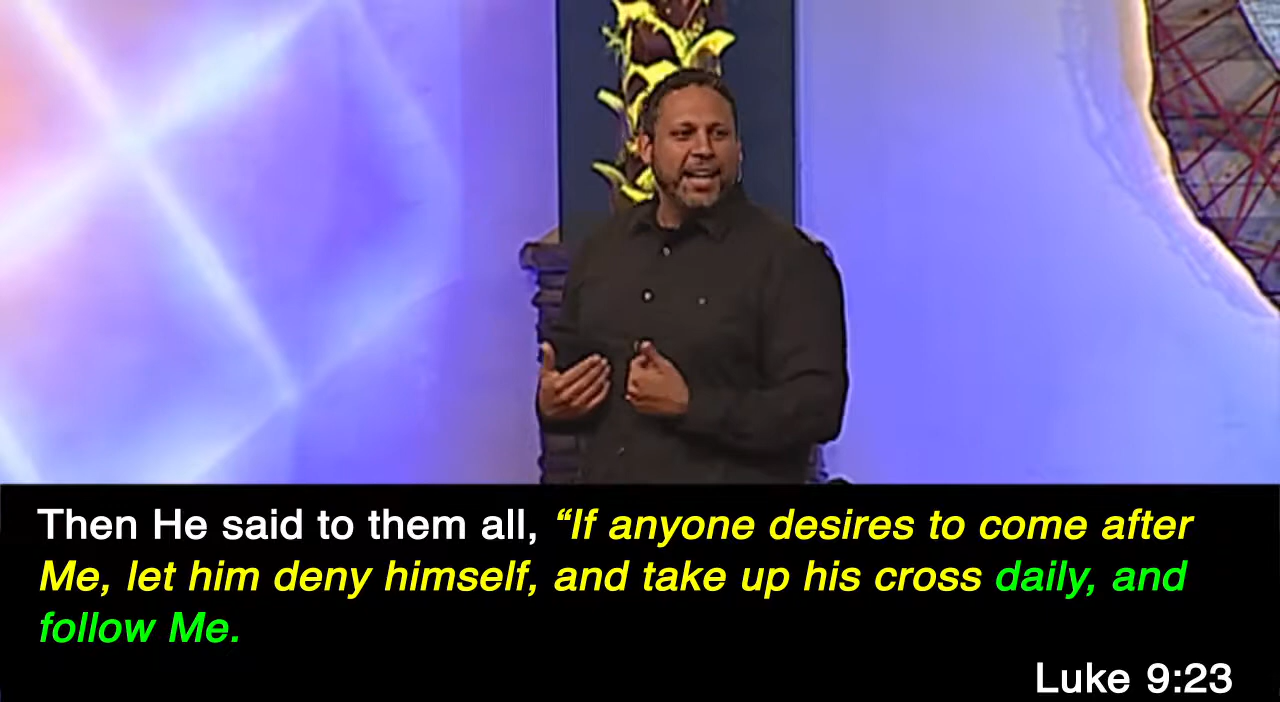 Then He said to them all, “If anyone desires to come after
Me, let him deny himself, and take up his cross daily, and
follow Me.
Luke 9:23